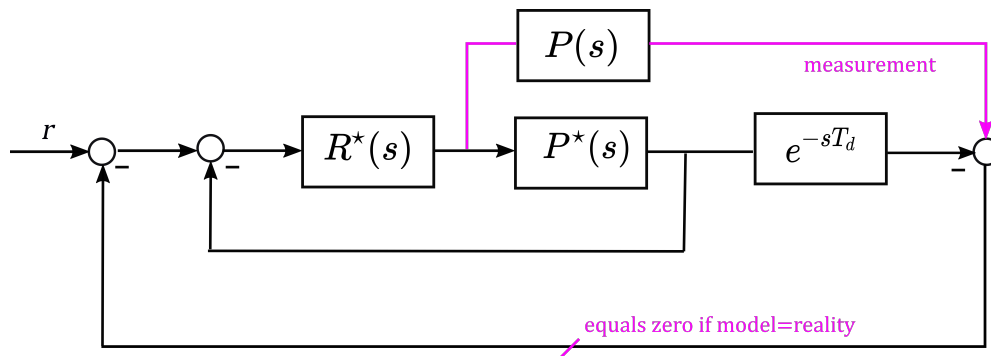 P(s)
measurement
r
R*(s)
P*(s)
e^{-sT_d}
equals zero if model=reality